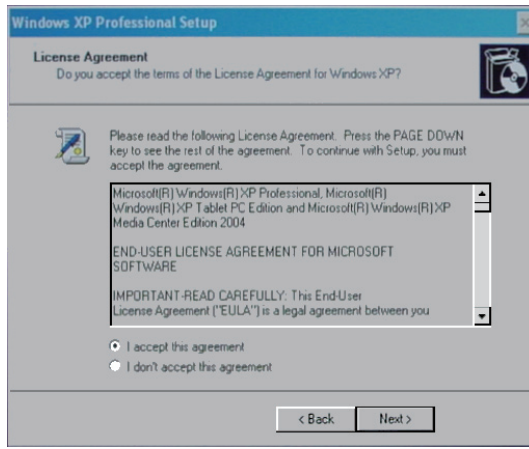 Windows XP Professional Setup
License Agreement
Do you accept the terms of the License Agreement for Windows XP?
Please read the following License Agreement. Press the PAGE DOWN
key to see the rest of the agreement. To continue with Setup, you must
accept the agreement.
Microsoft(R) Windows(R) XP Professional, Microsoft(R)
Windows(R) XP Tablet PC Edition and Microsoft(R) Windows(R) XP
Media Center Edition 2004
END-USER LICENSE AGREEMENT FOR MICROSOFT
SOFTWARE
IMPORTANT-READ CAREFULLY: This End-User
License Agreement ("EULA") is a legal agreement between you
I accept this agreement
I don't accept this agreement
< Back
Next >